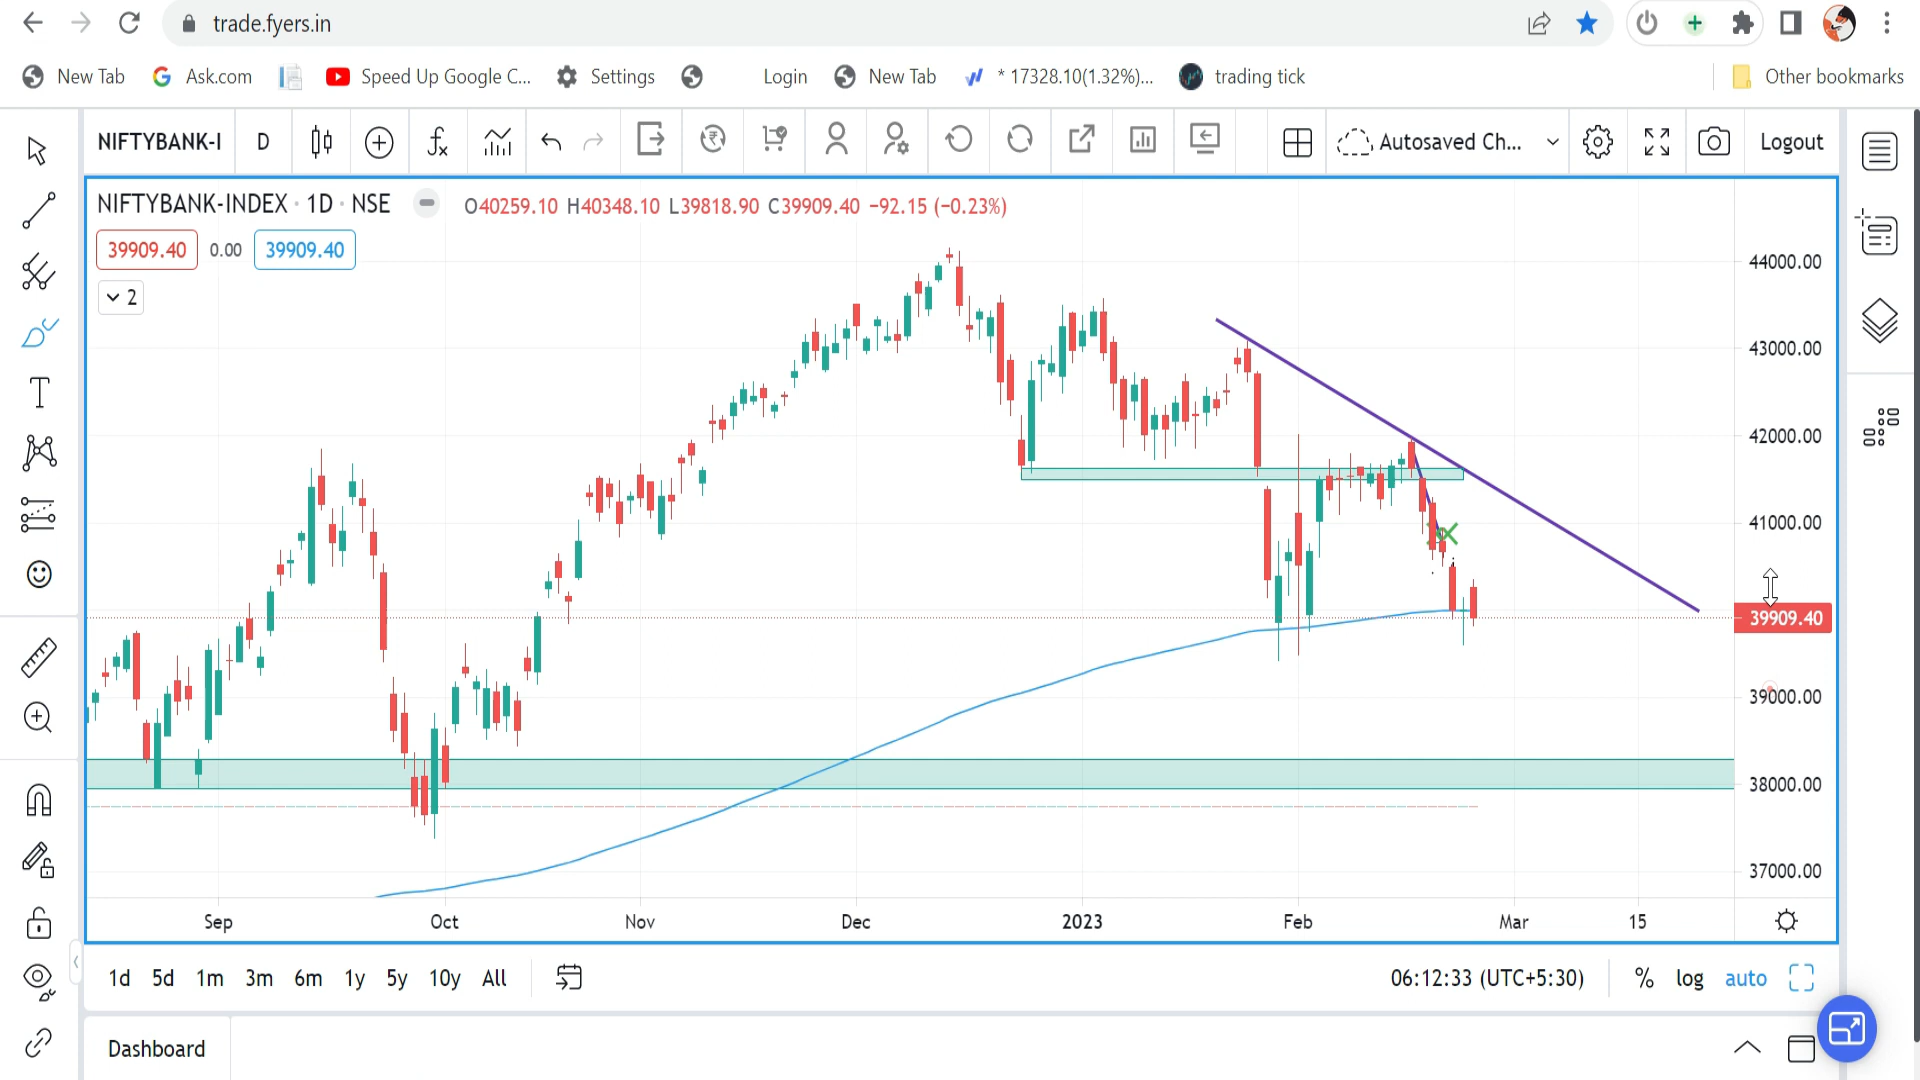 trade.fyers.in
New Tab Ask.com Speed Up Google C... Settings Login New Tab * 17328.10(1.32%)... trading tick Other bookmarks
NIFTYBANK-I D Autosaved Ch... Logout
NIFTYBANK-INDEX · 1D · NSE O40259.10 H40348.10 L39818.90 C39909.40 −92.15 (−0.23%)
39909.40 0.00 39909.40
2
44000.00
43000.00
42000.00
41000.00
39909.40
39000.00
38000.00
37000.00
Sep Oct Nov Dec 2023 Feb Mar 15
1d 5d 1m 3m 6m 1y 5y 10y All 06:12:33 (UTC+5:30) % log auto
Dashboard